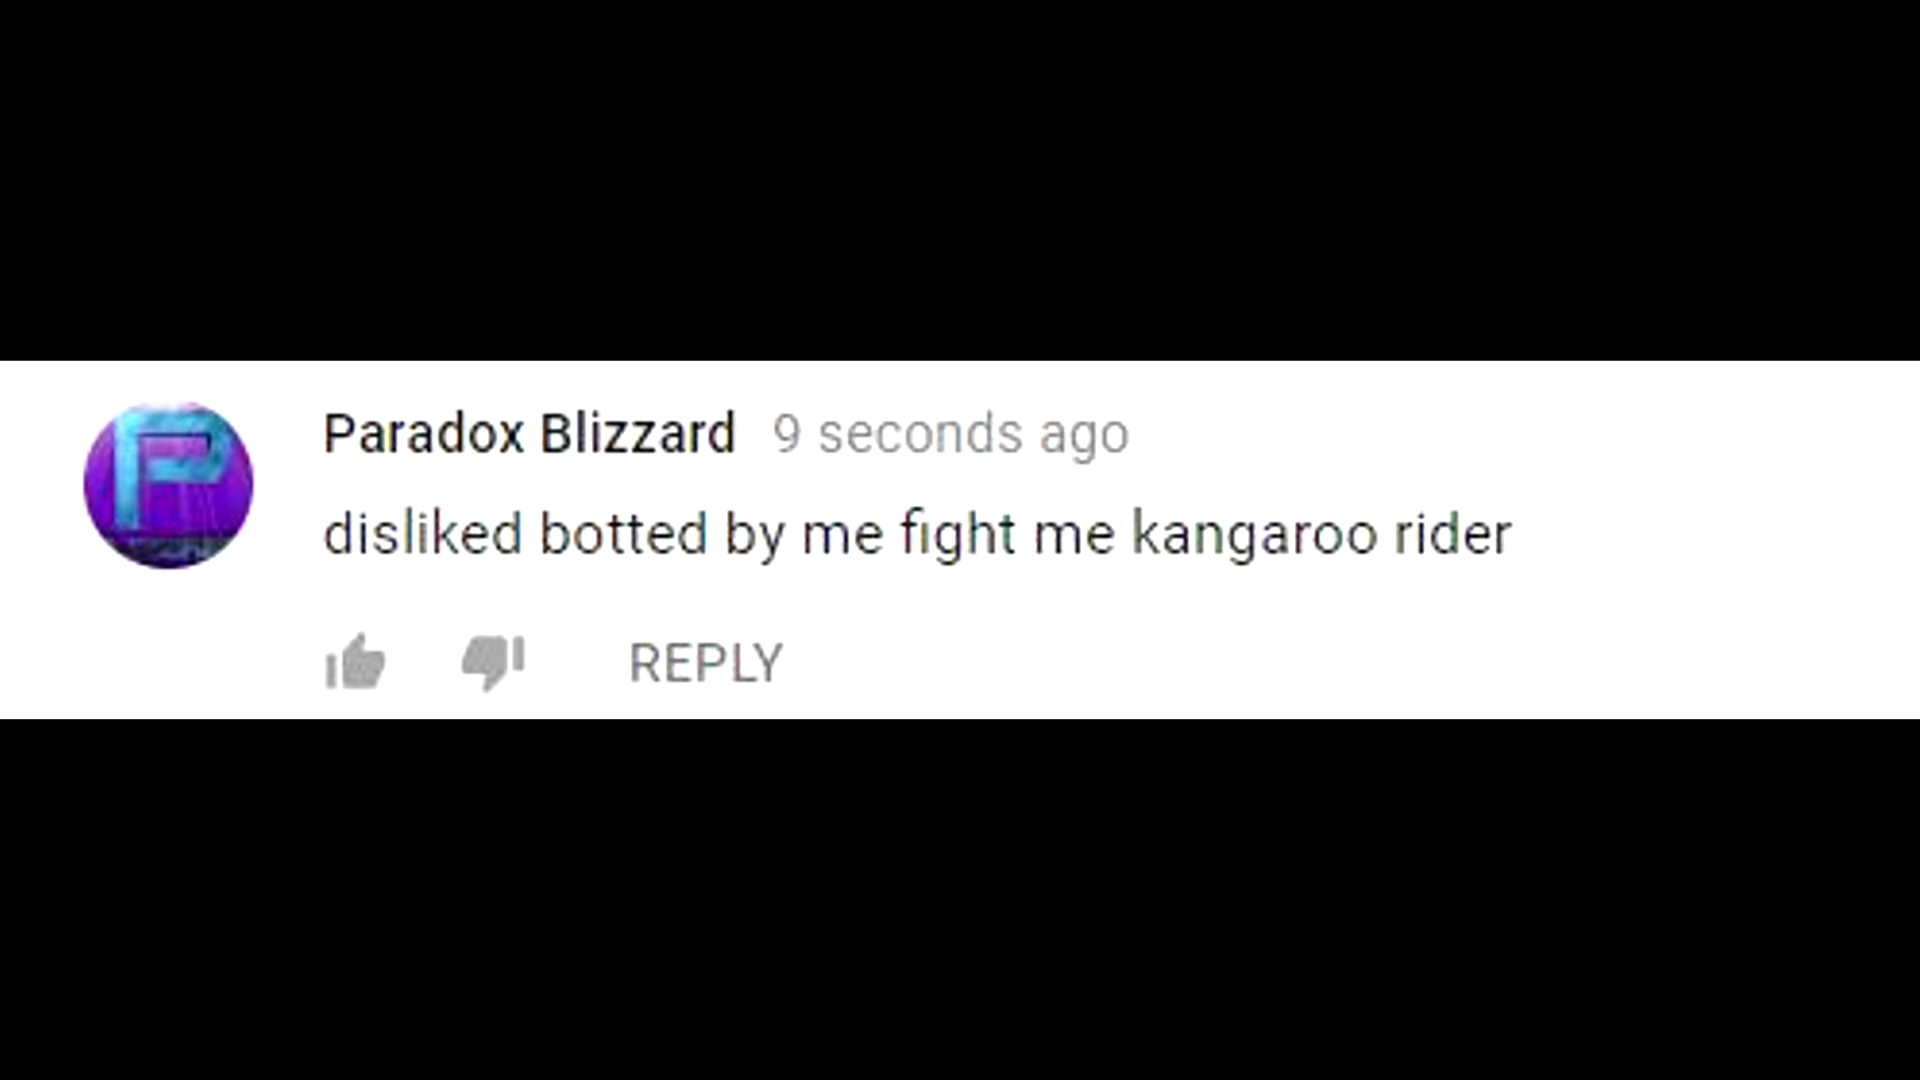 P
Paradox Blizzard 9 seconds ago
disliked botted by me fight me kangaroo rider
REPLY